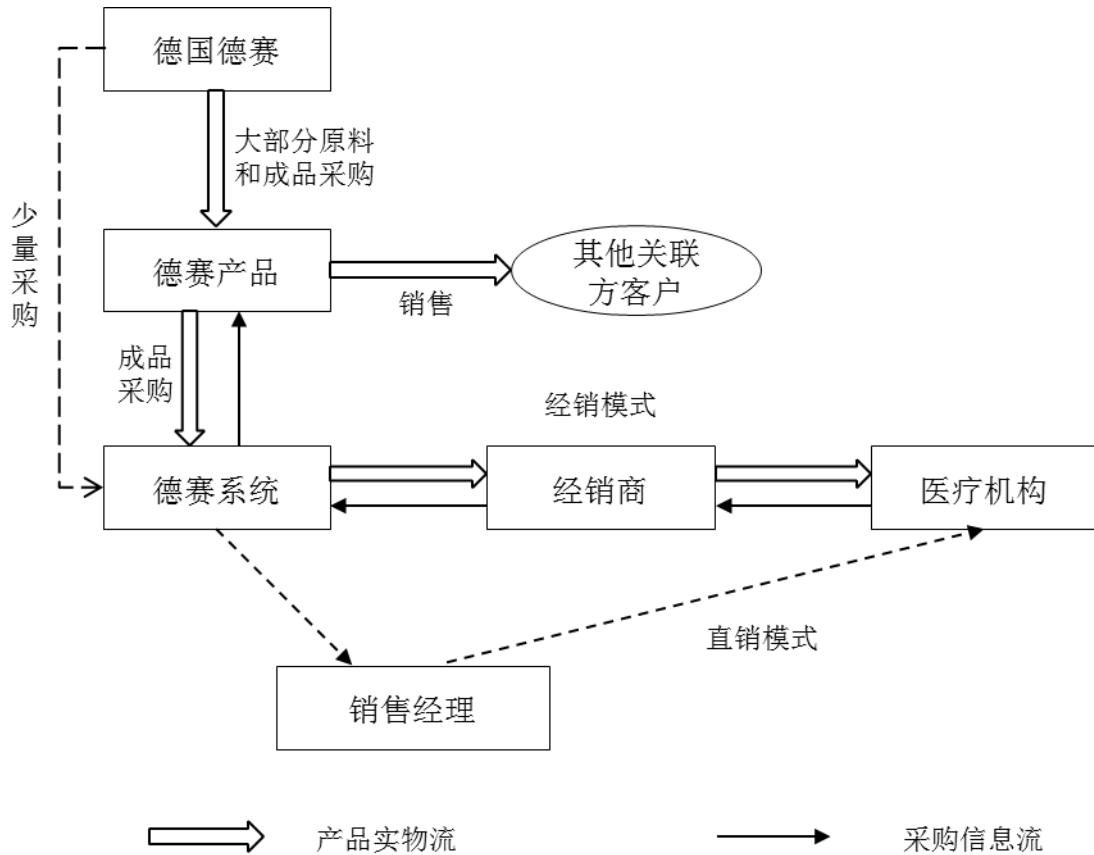 德国德赛
大部分原料
和成品采购
少量采购
德赛产品
其他关联
方客户
销售
成品
采购
经销模式
德赛系统
经销商
医疗机构
直销模式
销售经理
产品实物流
采购信息流